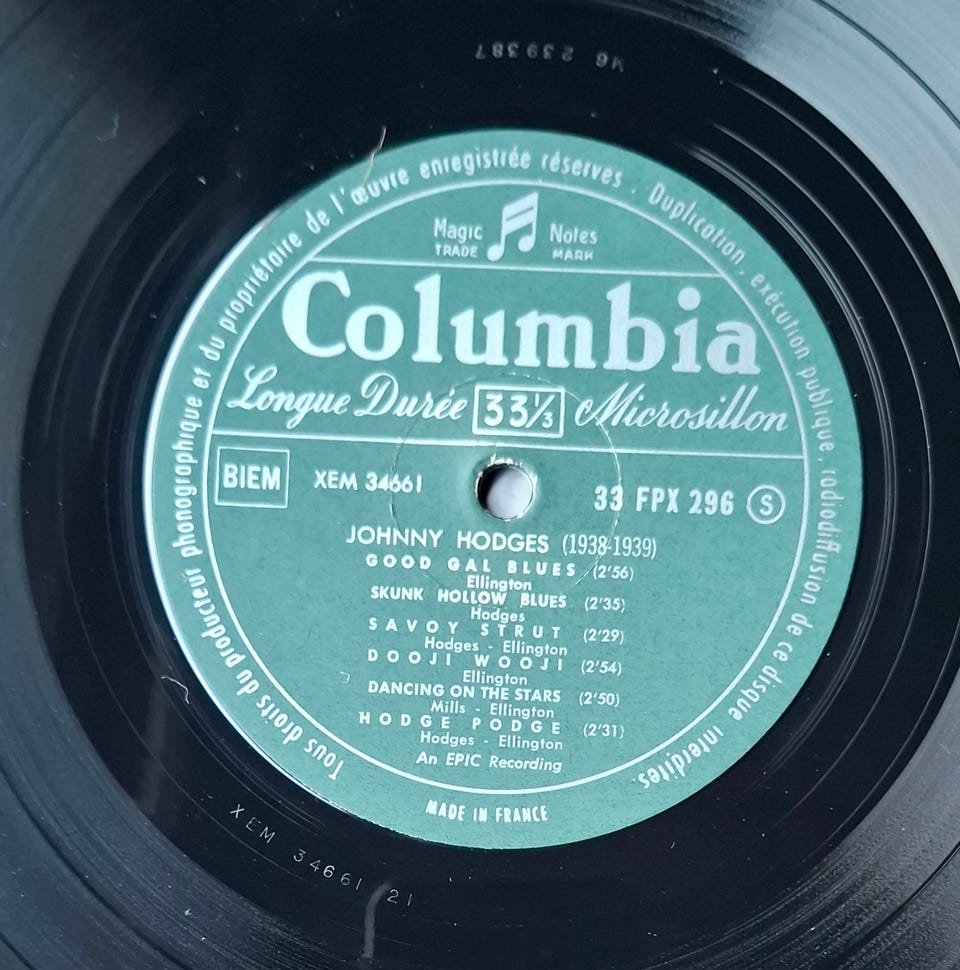 M6 239387
Tous droits du producteur phonographique et du propriétaire de l'œuvre enregistrée réservés . Duplication, exécution publique, radiodiffusion de ce disque interdites.
Magic Notes
TRADE MARK
Columbia
Longue Durée 33⅓ Microsillon
BIEM XEM 34661 33 FPX 296 S
JOHNNY HODGES (1938-1939)
GOOD GAL BLUES (2'56)
Ellington
SKUNK HOLLOW BLUES (2'35)
Hodges
SAVOY STRUT (2'29)
Hodges - Ellington
DOOJI WOOJI (2'54)
Ellington
DANCING ON THE STARS (2'50)
Mills - Ellington
HODGE PODGE (2'31)
Hodges - Ellington
An EPIC Recording
MADE IN FRANCE
XEM 34661 21